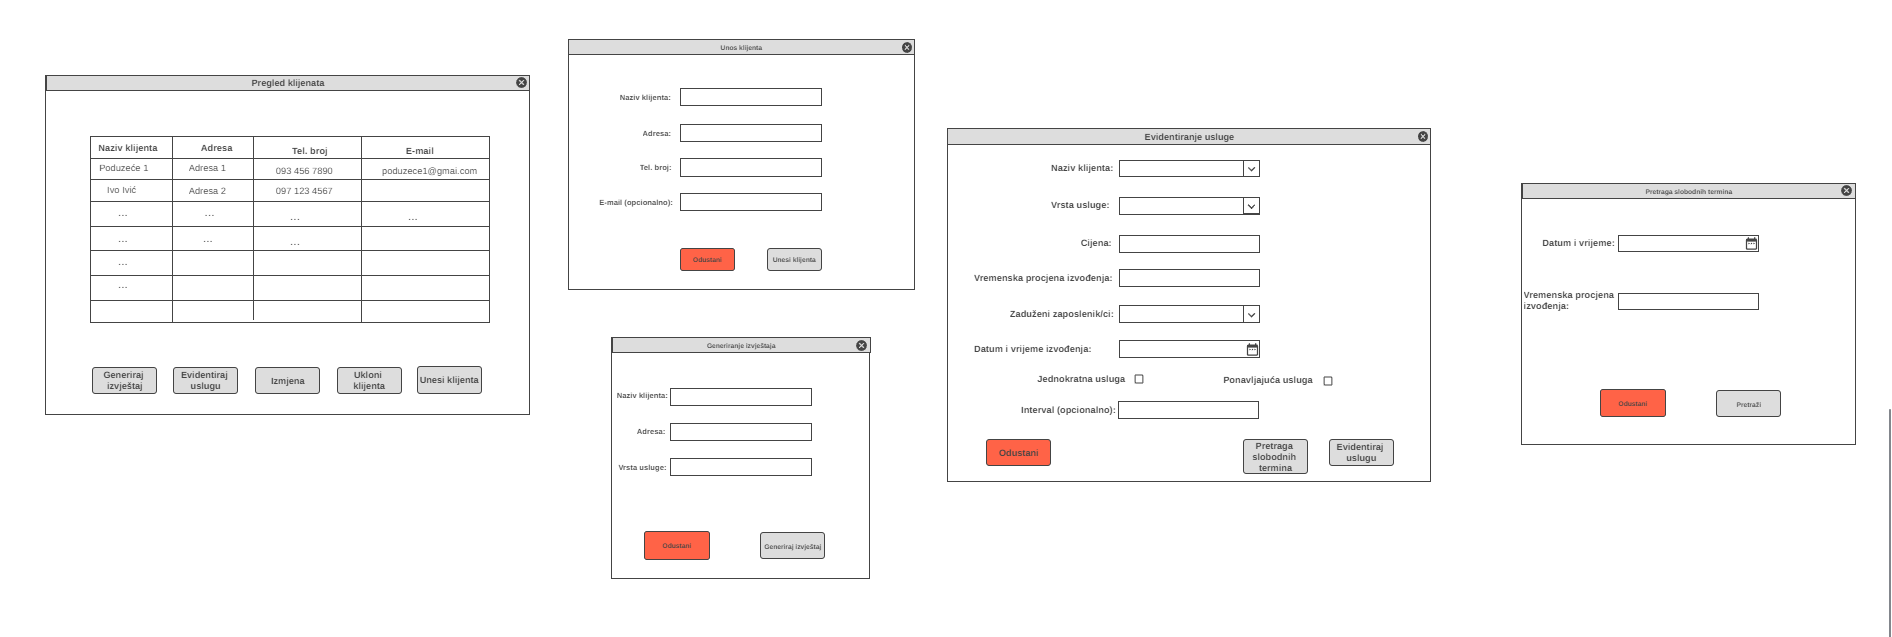 Pregled klijenata
Naziv klijenta Adresa Tel. broj E-mail
Poduzeće 1 Adresa 1 093 456 7890 poduzece1@gmai.com
Ivo Ivić Adresa 2 097 123 4567
... ... ... ...
... ... ...
...
...
Generiraj
izvještaj
Evidentiraj
uslugu
Izmjena
Ukloni
klijenta
Unesi klijenta
Unos klijenta
Naziv klijenta:
Adresa:
Tel. broj:
E-mail (opcionalno):
Odustani
Unesi klijenta
Generiranje izvještaja
Naziv klijenta:
Adresa:
Vrsta usluge:
Odustani
Generiraj izvještaj
Evidentiranje usluge
Naziv klijenta:
Vrsta usluge:
Cijena:
Vremenska procjena izvođenja:
Zaduženi zaposlenik/ci:
Datum i vrijeme izvođenja:
Jednokratna usluga
Ponavljajuća usluga
Interval (opcionalno):
Odustani
Pretraga
slobodnih
termina
Evidentiraj
uslugu
Pretraga slobodnih termina
Datum i vrijeme:
Vremenska procjena
izvođenja:
Odustani
Pretraži